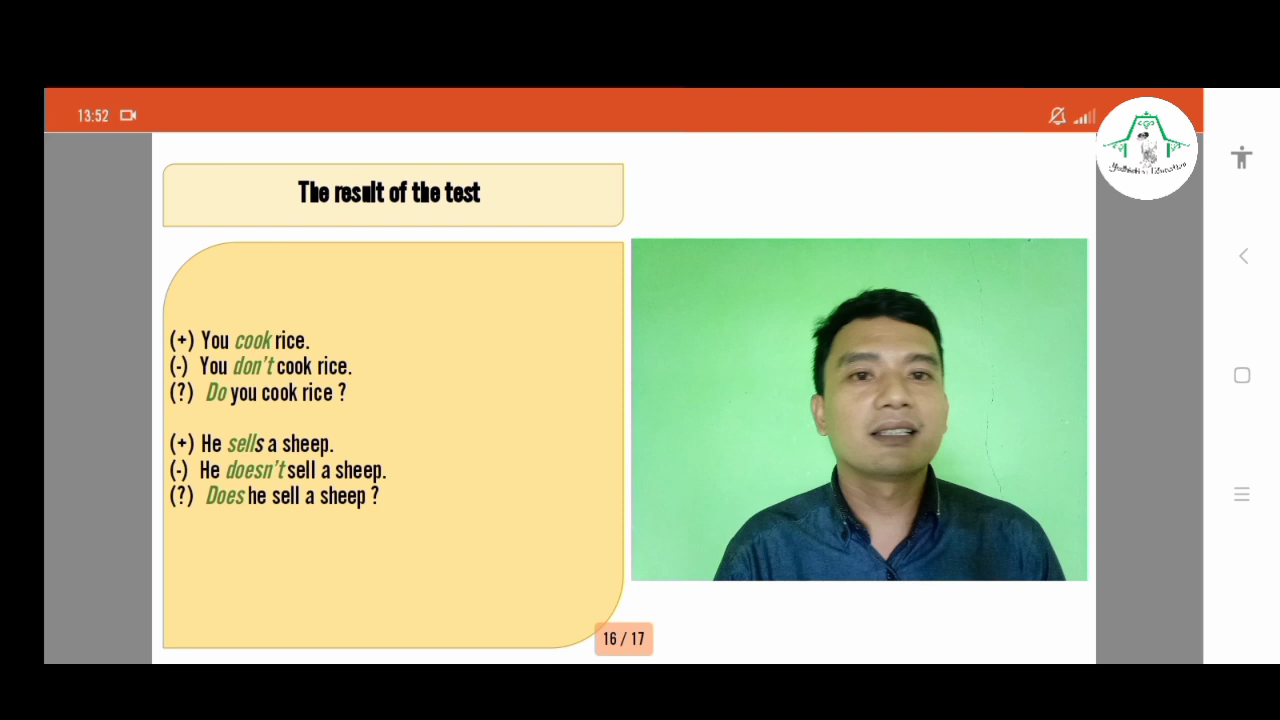 13:52
The result of the test
(+) You cook rice.
(-) You don't cook rice.
(?) Do you cook rice ?
(+) He sells a sheep.
(-) He doesn't sell a sheep.
(?) Does he sell a sheep ?
16 / 17